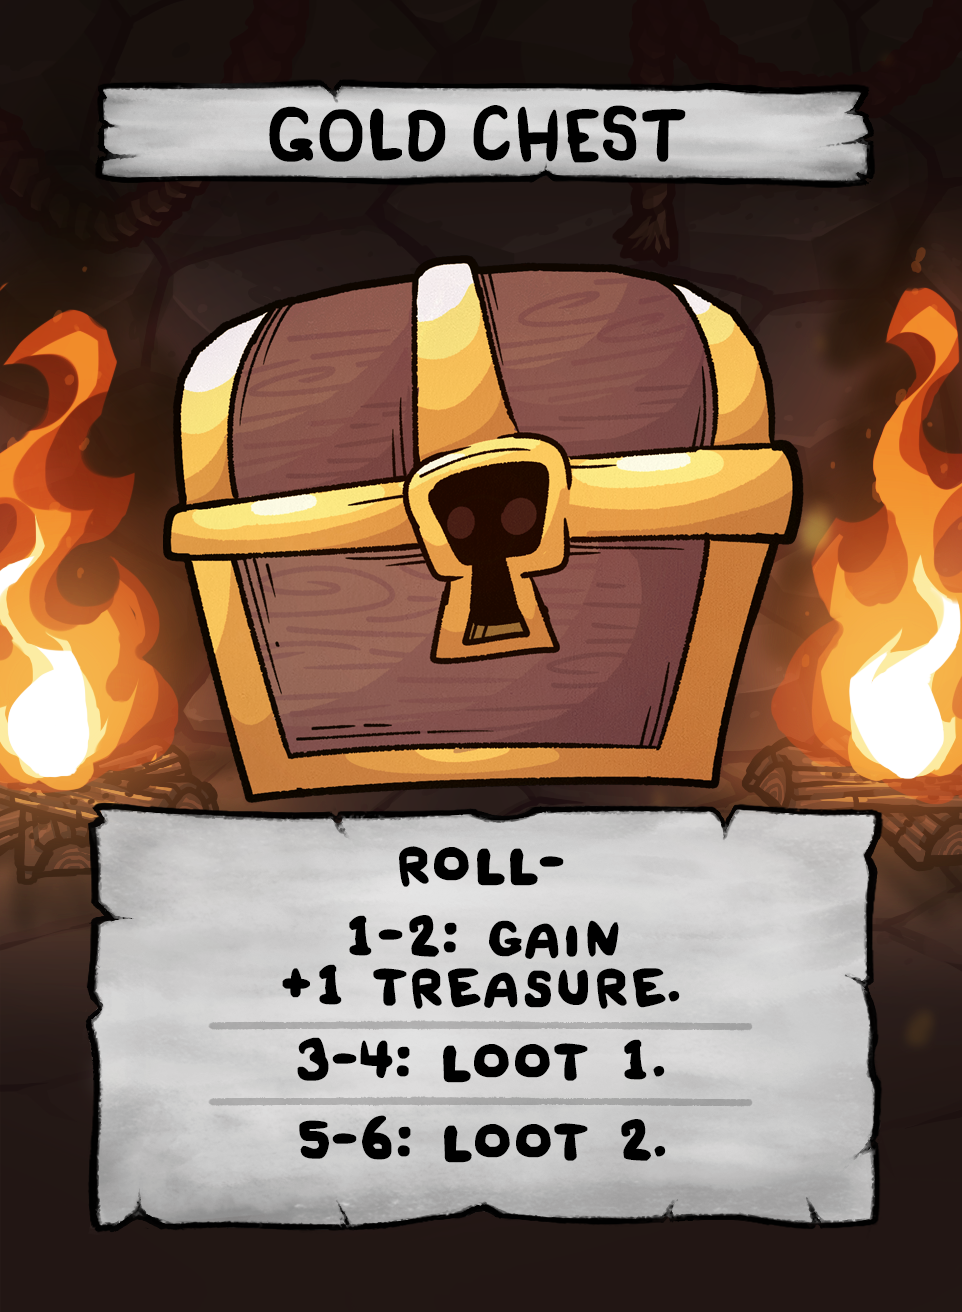 GOLD CHEST
ROLL-
1-2: GAIN
+1 TREASURE.
3-4: LOOT 1.
5-6: LOOT 2.